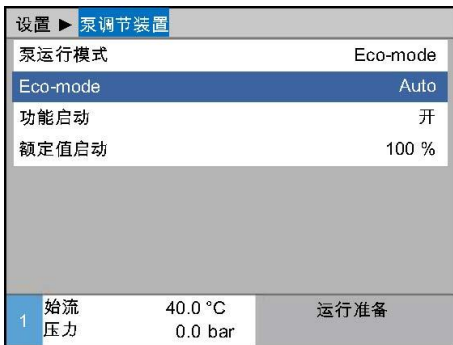 设置 ▶ 泵调节装置
泵运行模式 Eco-mode
Eco-mode Auto
功能启动 开
额定值启动 100 %
1 始流 40.0 °C 运行准备
压力 0.0 bar